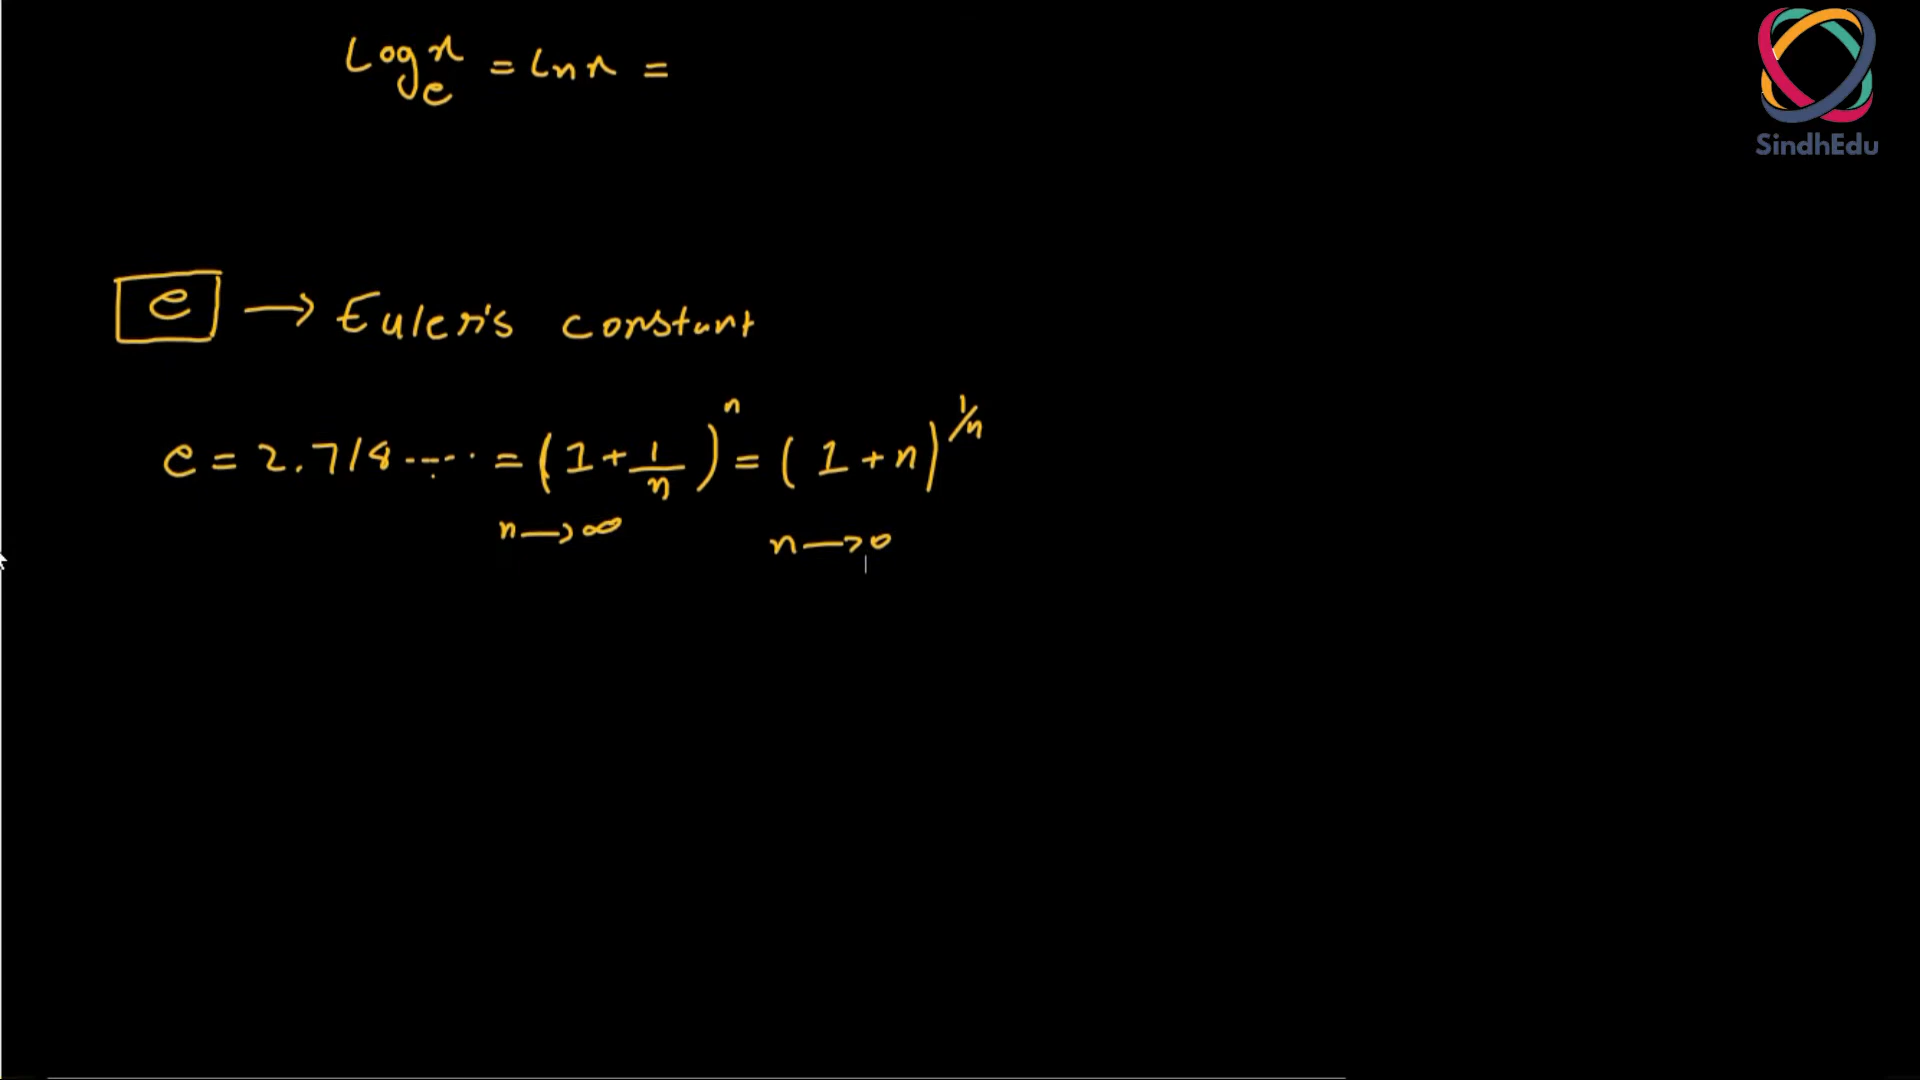 Log_e^x = ln x =
SindhEdu
e → Euler's constant
e = 2.718..... = (1 + 1/n)^n = (1 + n)^1/n
n → ∞ n → 0